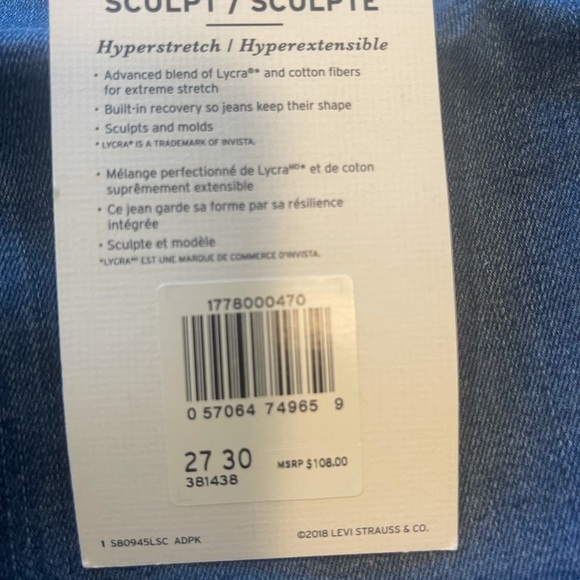 SCULPT / SCULPTÉ
Hyperstretch / Hyperextensible
• Advanced blend of Lycra®* and cotton fibers
for extreme stretch
• Built-in recovery so jeans keep their shape
• Sculpts and molds
* LYCRA® IS A TRADEMARK OF INVISTA.
• Mélange perfectionné de Lycraᴹᴰ* et de coton
suprêmement extensible
• Ce jean garde sa forme par sa résilience
intégrée
• Sculpte et modèle
*LYCRAᴹᴰ EST UNE MARQUE DE COMMERCE D'INVISTA.
1778000470
0 57064 74965 9
27 30 MSRP $108.00
381438
1 S80945LSC ADPK ©2018 LEVI STRAUSS & CO.